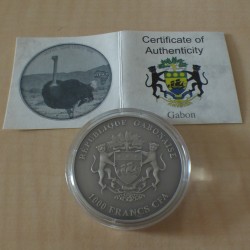 Certificate of
Authenticity
Gabon
REPUBLIQUE GABONAISE
1000 FRANCS CFA